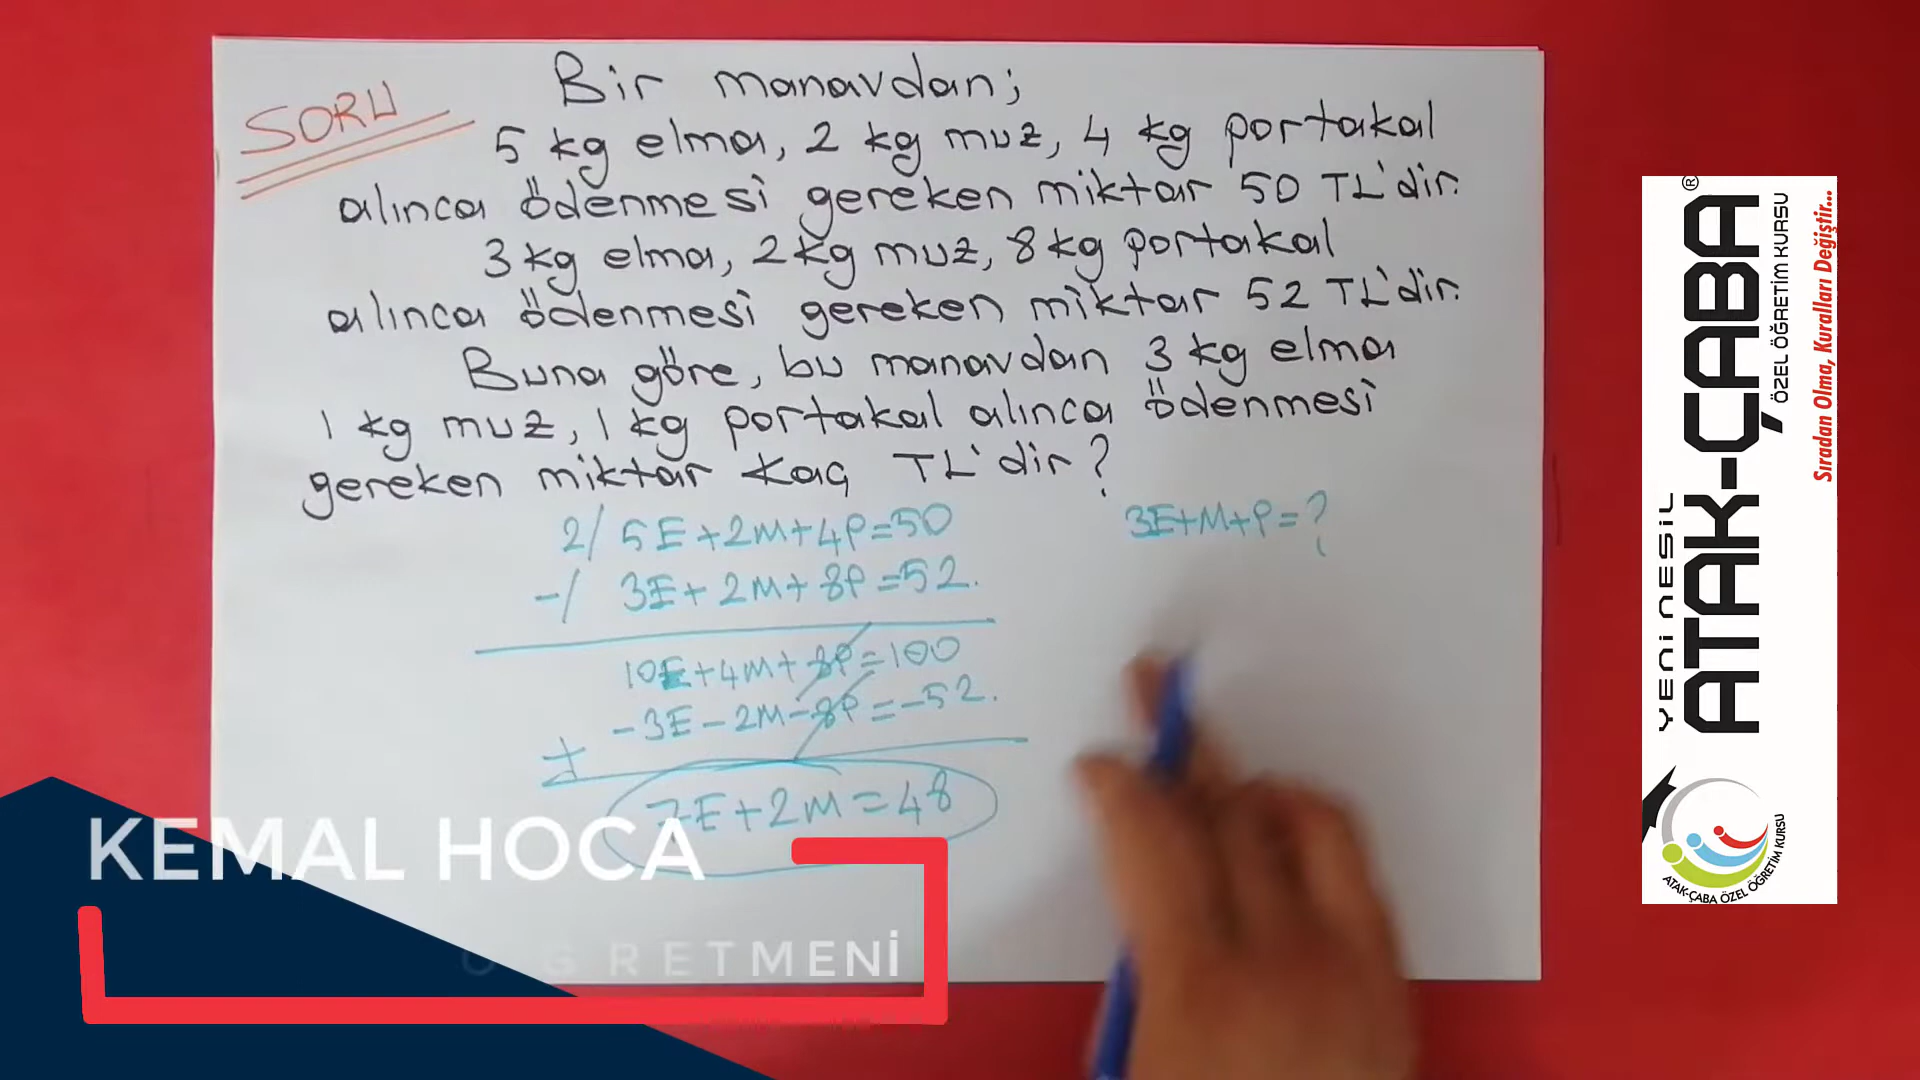 SORU
Bir manavdan;
5 kg elma, 2 kg muz, 4 kg portakal
alınca ödenmesi gereken miktar 50 TL'dir.
3 kg elma, 2 kg muz, 8 kg portakal
alınca ödenmesi gereken miktar 52 TL'dir.
Buna göre, bu manavdan 3 kg elma
1 kg muz, 1 kg portakal alınca ödenmesi
gereken miktar kaç TL'dir?
2/ 5E+2M+4P=50
-/ 3E+2M+8P=52.
10E+4M+8P=100
-3E-2M-8P=-52.
+
7E+2M=48
3E+M+P=?
KEMAL HOCA
ÖĞRETMENİ
YENİ NESİL
ATAK-ÇABA®
ÖZEL ÖĞRETİM KURSU
Sıradan Olma, Kuralları Değiştir...
ATAK-ÇABA ÖZEL ÖĞRETİM KURSU